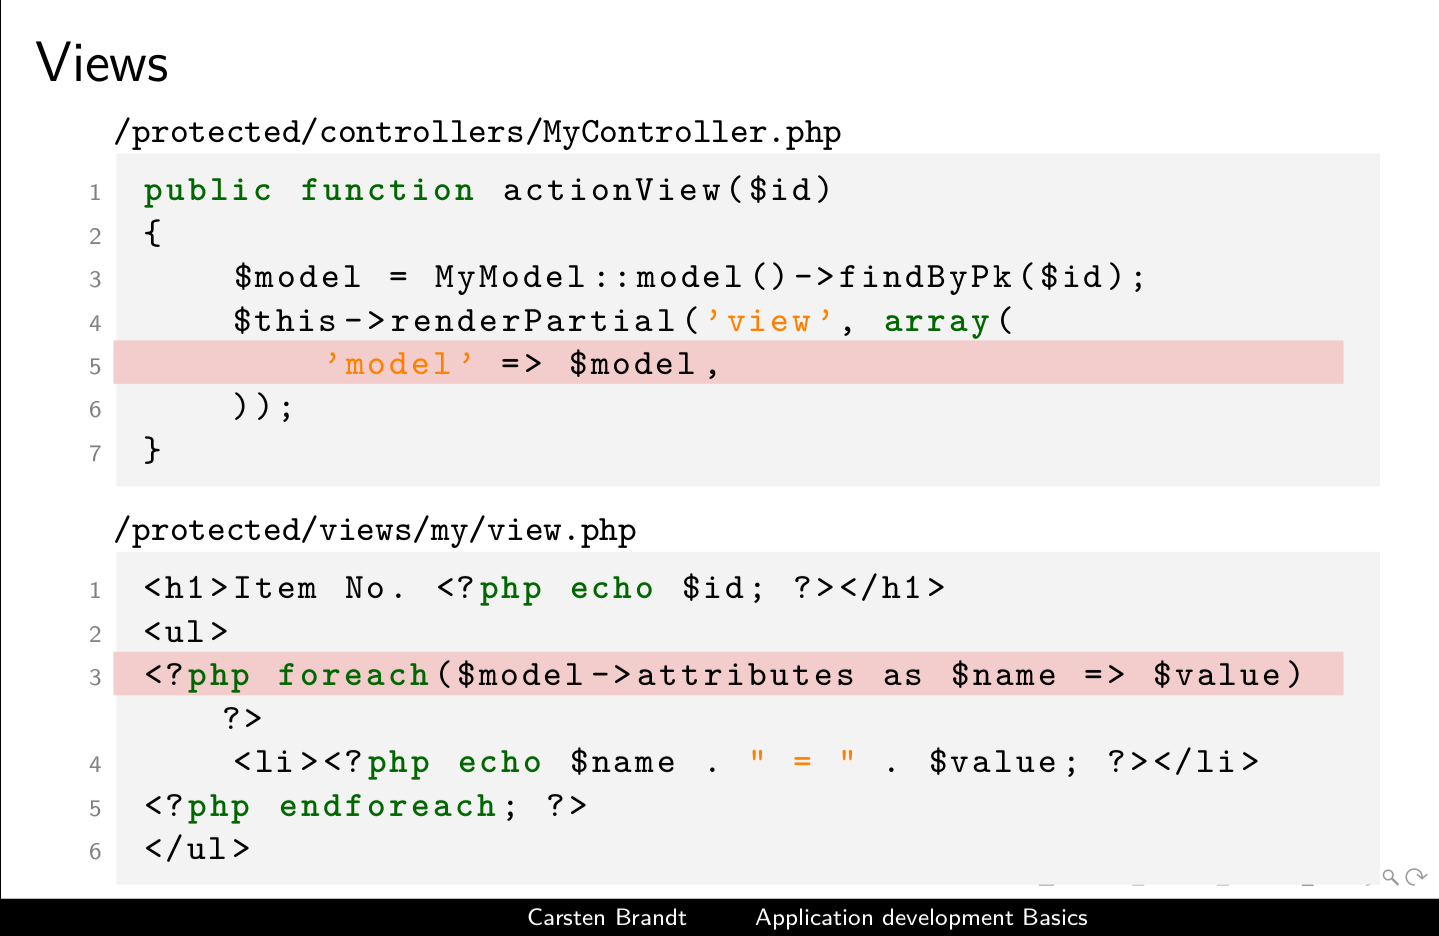 Views
/protected/controllers/MyController.php
1 public function actionView($id)
2 {
3     $model = MyModel::model()->findByPk($id);
4     $this->renderPartial('view', array(
5         'model' => $model,
6     ));
7 }
/protected/views/my/view.php
1 <h1>Item No. <?php echo $id; ?></h1>
2 <ul>
3 <?php foreach($model->attributes as $name => $value)
?>
4     <li><?php echo $name . " = " . $value; ?></li>
5 <?php endforeach; ?>
6 </ul>
Carsten Brandt Application development Basics